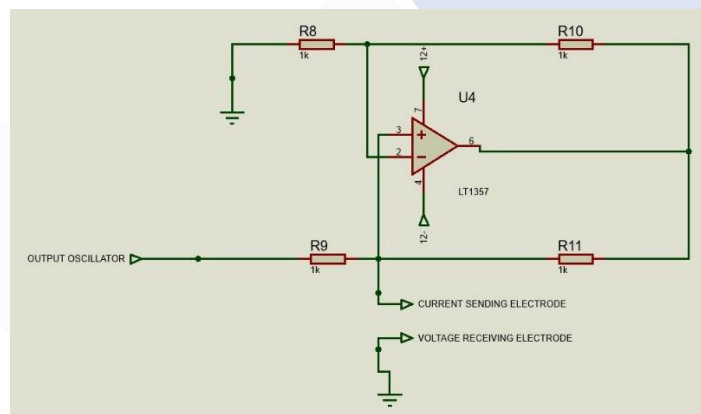 R8
1k
R10
1k
12+
U4
7
3
2
6
4
LT1357
12-
OUTPUT OSCILLATOR
R9
1k
R11
1k
CURRENT SENDING ELECTRODE
VOLTAGE RECEIVING ELECTRODE